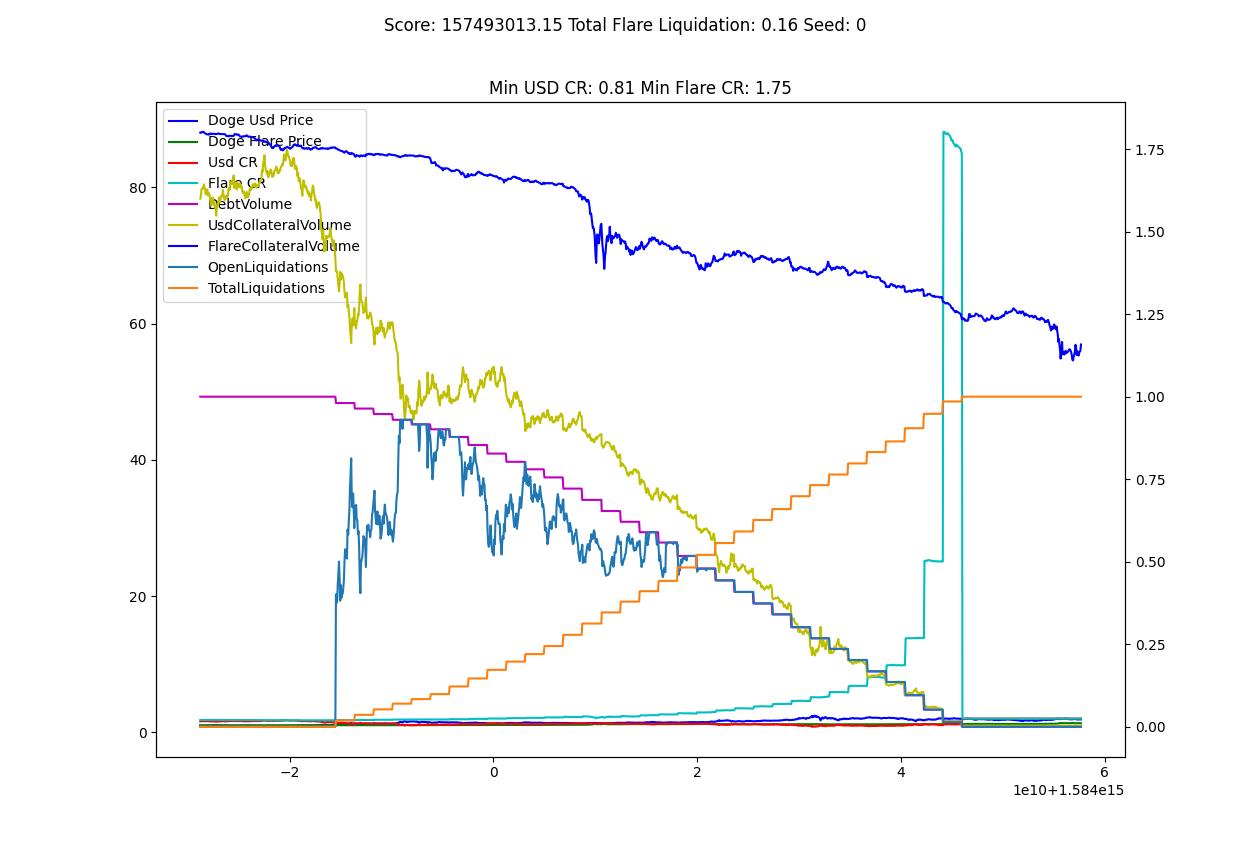 Score: 157493013.15 Total Flare Liquidation: 0.16 Seed: 0
Min USD CR: 0.81 Min Flare CR: 1.75
Doge Usd Price
Doge Flare Price
Usd CR
Flare CR
DebtVolume
UsdCollateralVolume
FlareCollateralVolume
OpenLiquidations
TotalLiquidations
80
60
40
20
0
1.75
1.50
1.25
1.00
0.75
0.50
0.25
0.00
−2 0 2 4 6
1e10+1.584e15